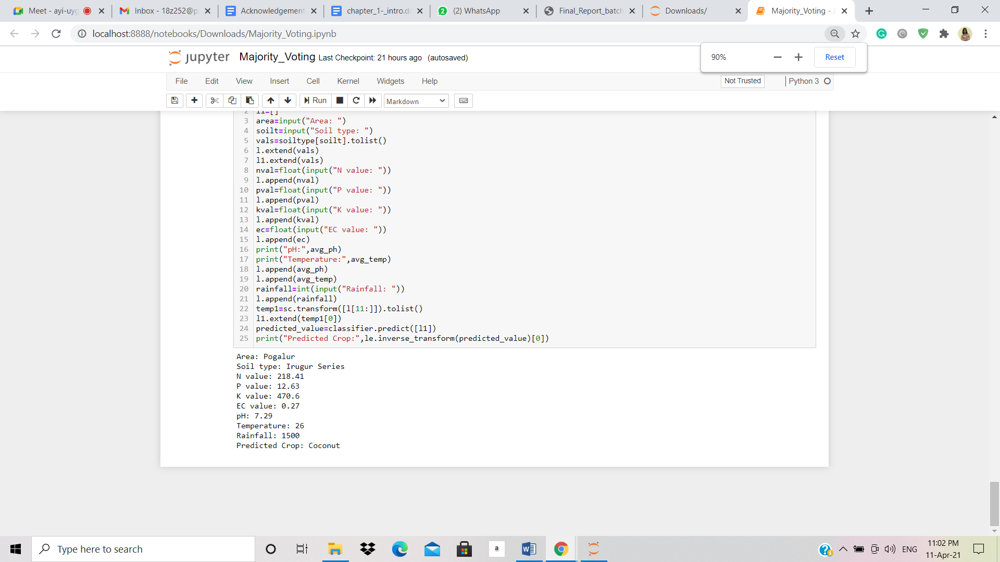 Meet - ayi-uyg
Inbox - 18z252@p
Acknowledgement
chapter_1-_intro.d
(2) WhatsApp
Final_Report_batch
Downloads/
Majority_Voting - J
localhost:8888/notebooks/Downloads/Majority_Voting.ipynb
90%
Reset
jupyter Majority_Voting Last Checkpoint: 21 hours ago (autosaved)
File Edit View Insert Cell Kernel Widgets Help
Not Trusted
Python 3
Run
Markdown
2 l1=[]
3 area=input("Area: ")
4 soilt=input("Soil type: ")
5 vals=soiltype[soilt].tolist()
6 l.extend(vals)
7 l1.extend(vals)
8 nval=float(input("N value: "))
9 l.append(nval)
10 pval=float(input("P value: "))
11 l.append(pval)
12 kval=float(input("K value: "))
13 l.append(kval)
14 ec=float(input("EC value: "))
15 l.append(ec)
16 print("pH:",avg_ph)
17 print("Temperature:",avg_temp)
18 l.append(avg_ph)
19 l.append(avg_temp)
20 rainfall=int(input("Rainfall: "))
21 l.append(rainfall)
22 temp1=sc.transform([l[11:]]).tolist()
23 l1.extend(temp1[0])
24 predicted_value=classifier.predict([l1])
25 print("Predicted Crop:",le.inverse_transform(predicted_value)[0])
Area: Pogalur
Soil type: Irugur Series
N value: 218.41
P value: 12.63
K value: 470.6
EC value: 0.27
pH: 7.29
Temperature: 26
Rainfall: 1500
Predicted Crop: Coconut
Type here to search
ENG
11:02 PM
11-Apr-21